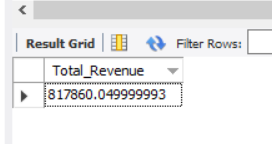 Result Grid Filter Rows:
Total_Revenue
817860.049999993